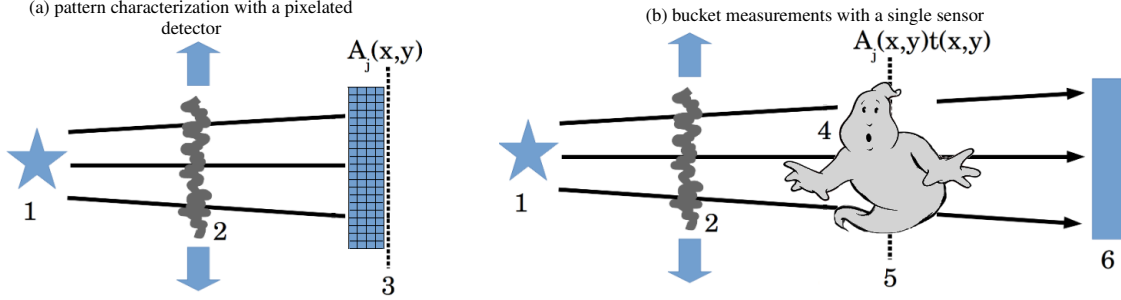 (a) pattern characterization with a pixelated
detector
A_j(x,y)
1
2
3
(b) bucket measurements with a single sensor
A_j(x,y)t(x,y)
4
1
2
5
6